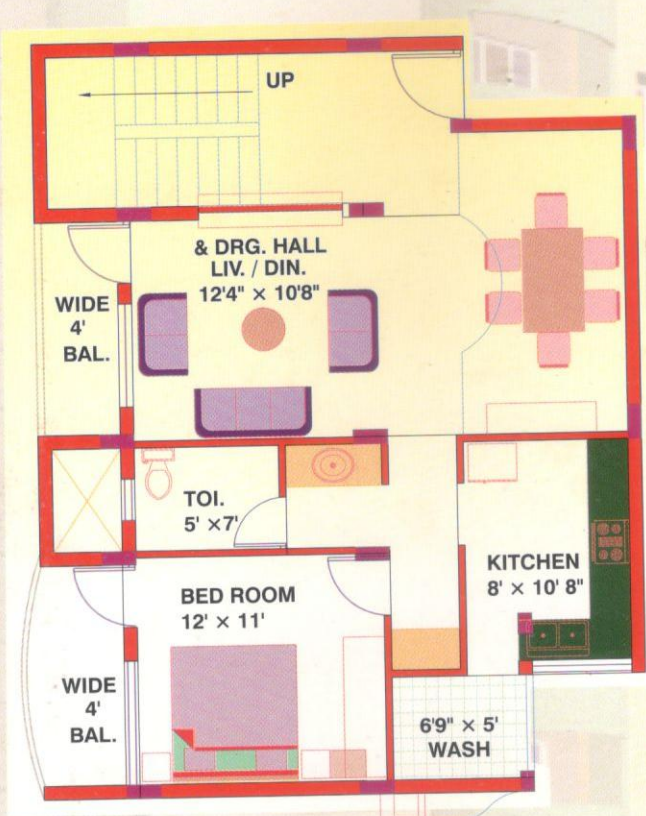 UP
& DRG. HALL
LIV. / DIN.
12'4" × 10'8"
WIDE
4'
BAL.
TOI.
5' ×7'
KITCHEN
8' × 10' 8"
BED ROOM
12' × 11'
WIDE
4'
BAL.
6'9" × 5'
WASH